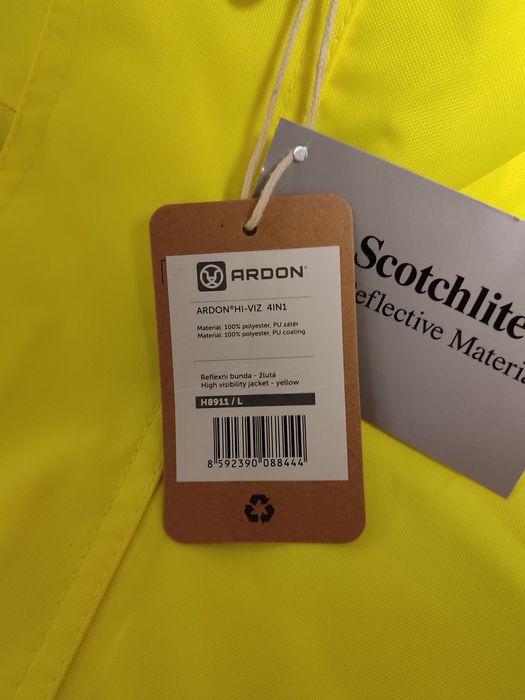 ARDON®
ARDON®HI-VIZ 4IN1
Materiál: 100% polyester, PU zátěr
Material: 100% polyester, PU coating
Reflexní bunda - žlutá
High visibility jacket - yellow
H8911 / L
8 592390 088444
Scotchlite
eflective Materi